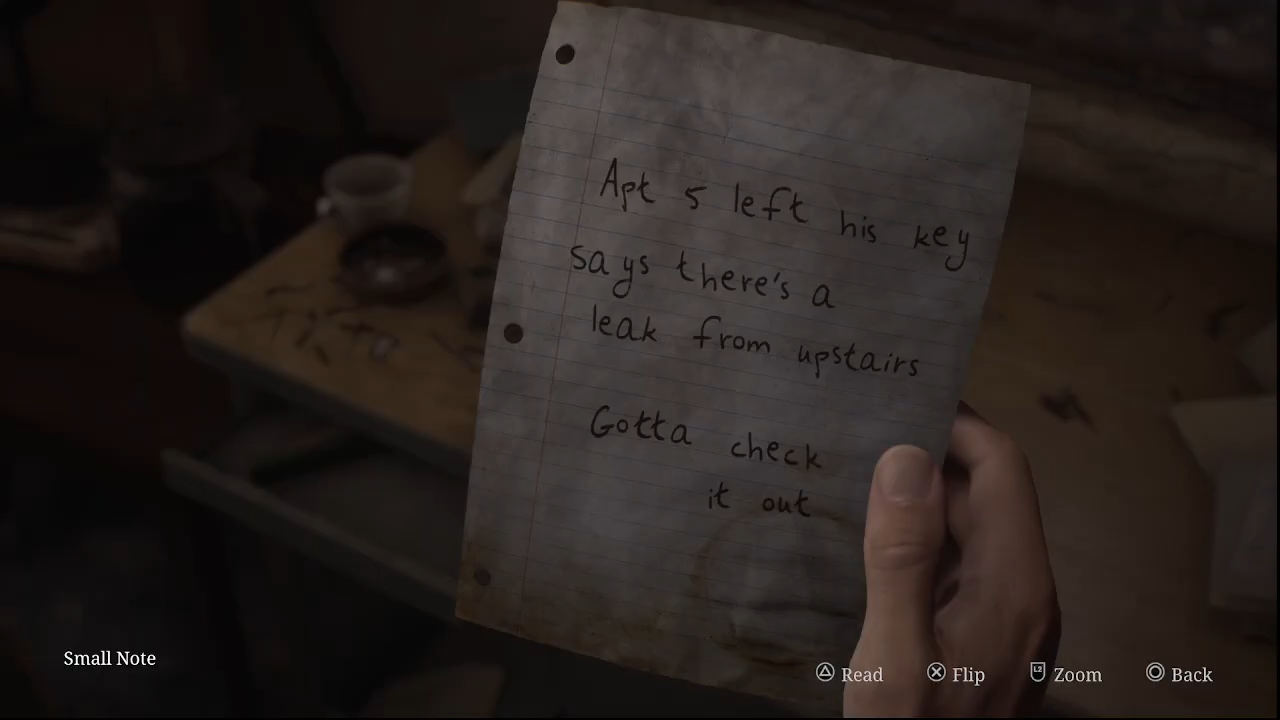 Apt 5 left his key
says there's a
leak from upstairs
Gotta check
it out
Small Note
Read
Flip
L2 Zoom
Back